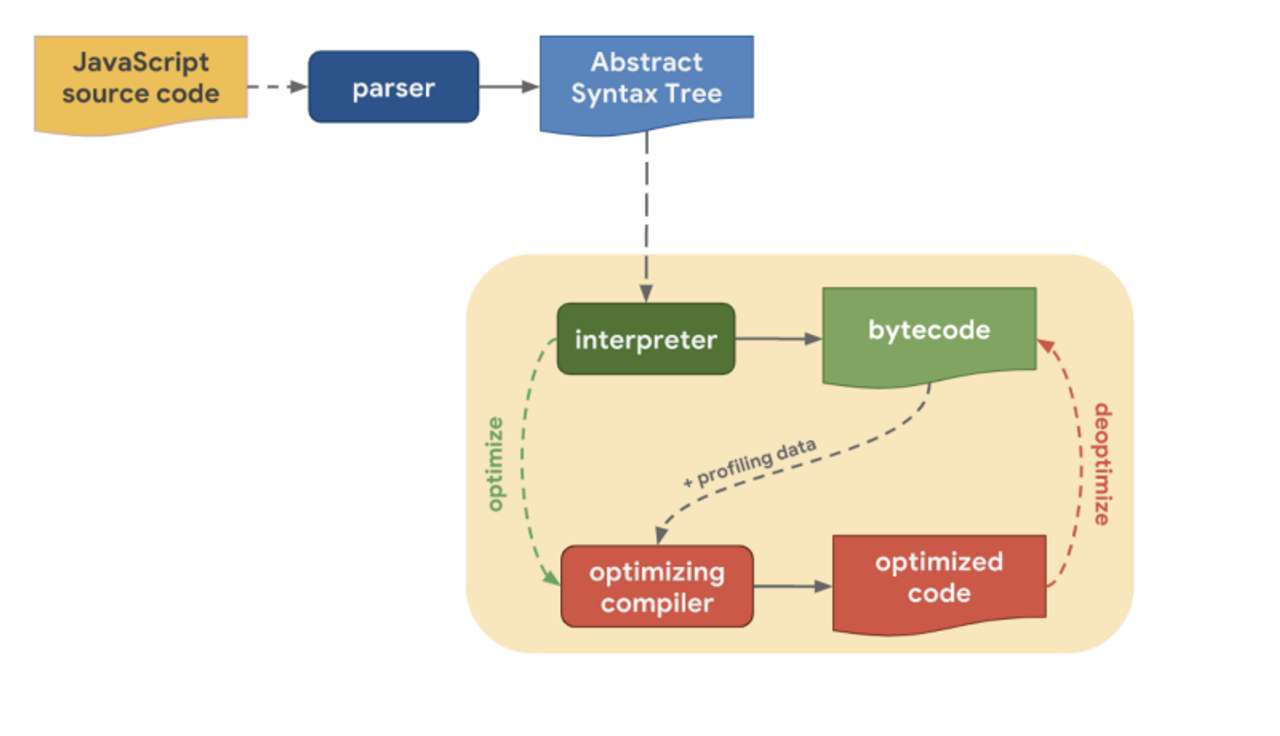 JavaScript
source code
parser
Abstract
Syntax Tree
interpreter
bytecode
optimize
+ profiling data
deoptimize
optimizing
compiler
optimized
code